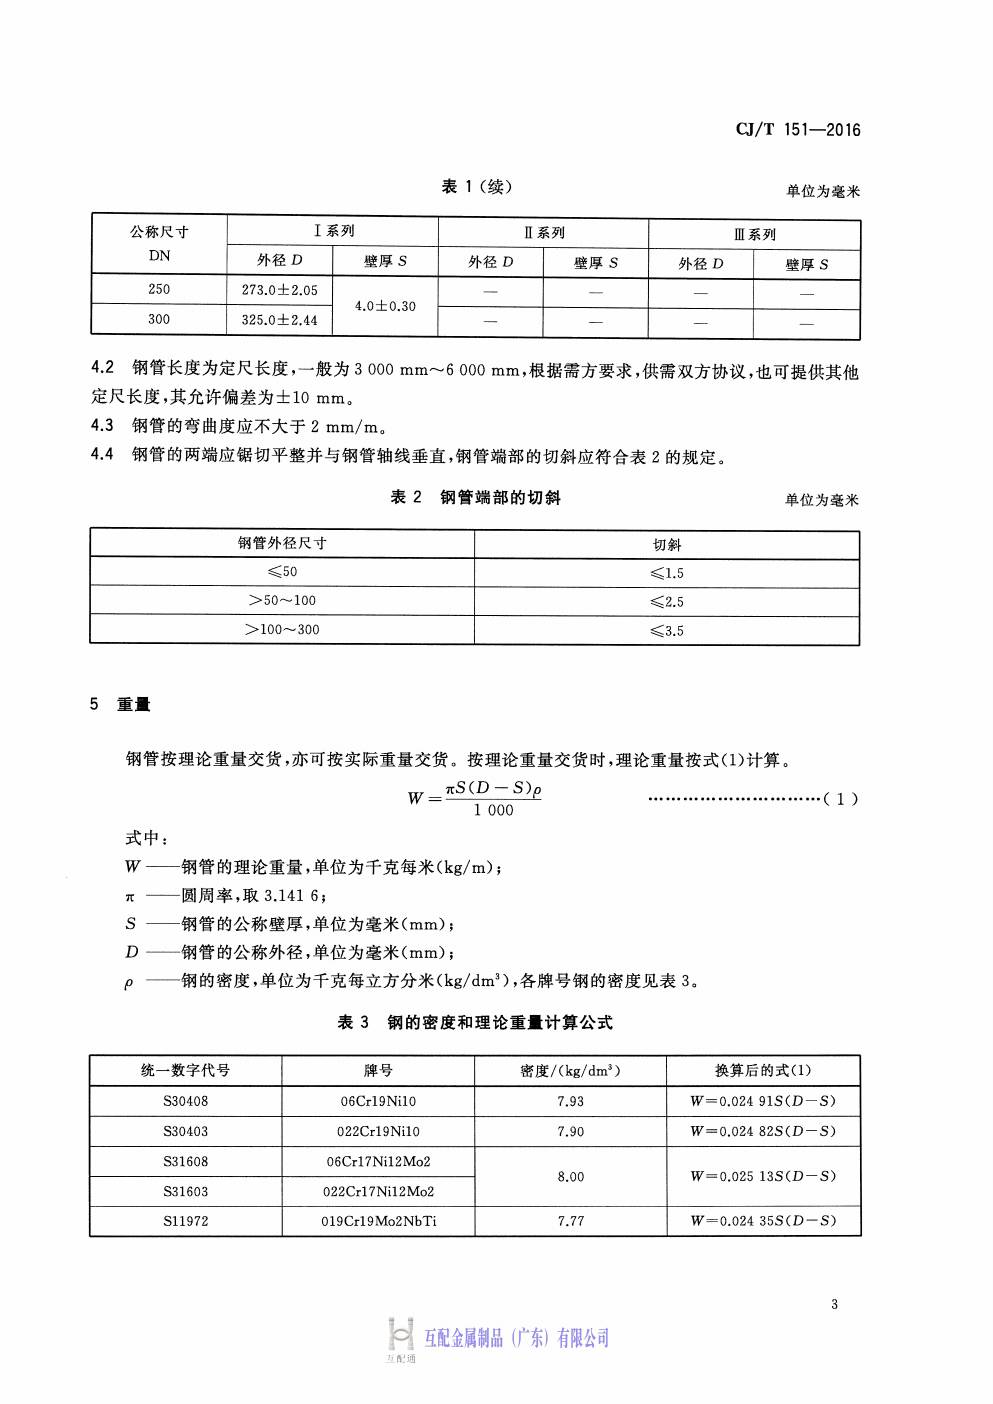 CJ/T 151—2016
表 1（续）
单位为毫米
公称尺寸 DN Ⅰ系列 Ⅱ系列 Ⅲ系列
外径 D 壁厚 S 外径 D 壁厚 S 外径 D 壁厚 S
250 273.0±2.05 4.0±0.30 — — — —
300 325.0±2.44 — — — —
4.2 钢管长度为定尺长度,一般为 3 000 mm～6 000 mm,根据需方要求,供需双方协议,也可提供其他
定尺长度,其允许偏差为±10 mm。
4.3 钢管的弯曲度应不大于 2 mm/m。
4.4 钢管的两端应锯切平整并与钢管轴线垂直,钢管端部的切斜应符合表 2 的规定。
表 2 钢管端部的切斜
单位为毫米
钢管外径尺寸 切斜
≤50 ≤1.5
>50～100 ≤2.5
>100～300 ≤3.5
5 重量
钢管按理论重量交货,亦可按实际重量交货。按理论重量交货时,理论重量按式(1)计算。
W = πS(D－S)ρ / 1 000 …………………………( 1 )
式中:
W ——钢管的理论重量,单位为千克每米(kg/m);
π ——圆周率,取 3.141 6;
S ——钢管的公称壁厚,单位为毫米(mm);
D ——钢管的公称外径,单位为毫米(mm);
ρ ——钢的密度,单位为千克每立方分米(kg/dm³),各牌号钢的密度见表 3。
表 3 钢的密度和理论重量计算公式
统一数字代号 牌号 密度/(kg/dm³) 换算后的式(1)
S30408 06Cr19Ni10 7.93 W=0.024 91S(D－S)
S30403 022Cr19Ni10 7.90 W=0.024 82S(D－S)
S31608 06Cr17Ni12Mo2 8.00 W=0.025 13S(D－S)
S31603 022Cr17Ni12Mo2
S11972 019Cr19Mo2NbTi 7.77 W=0.024 35S(D－S)
3
互配金属制品（广东）有限公司
互配通